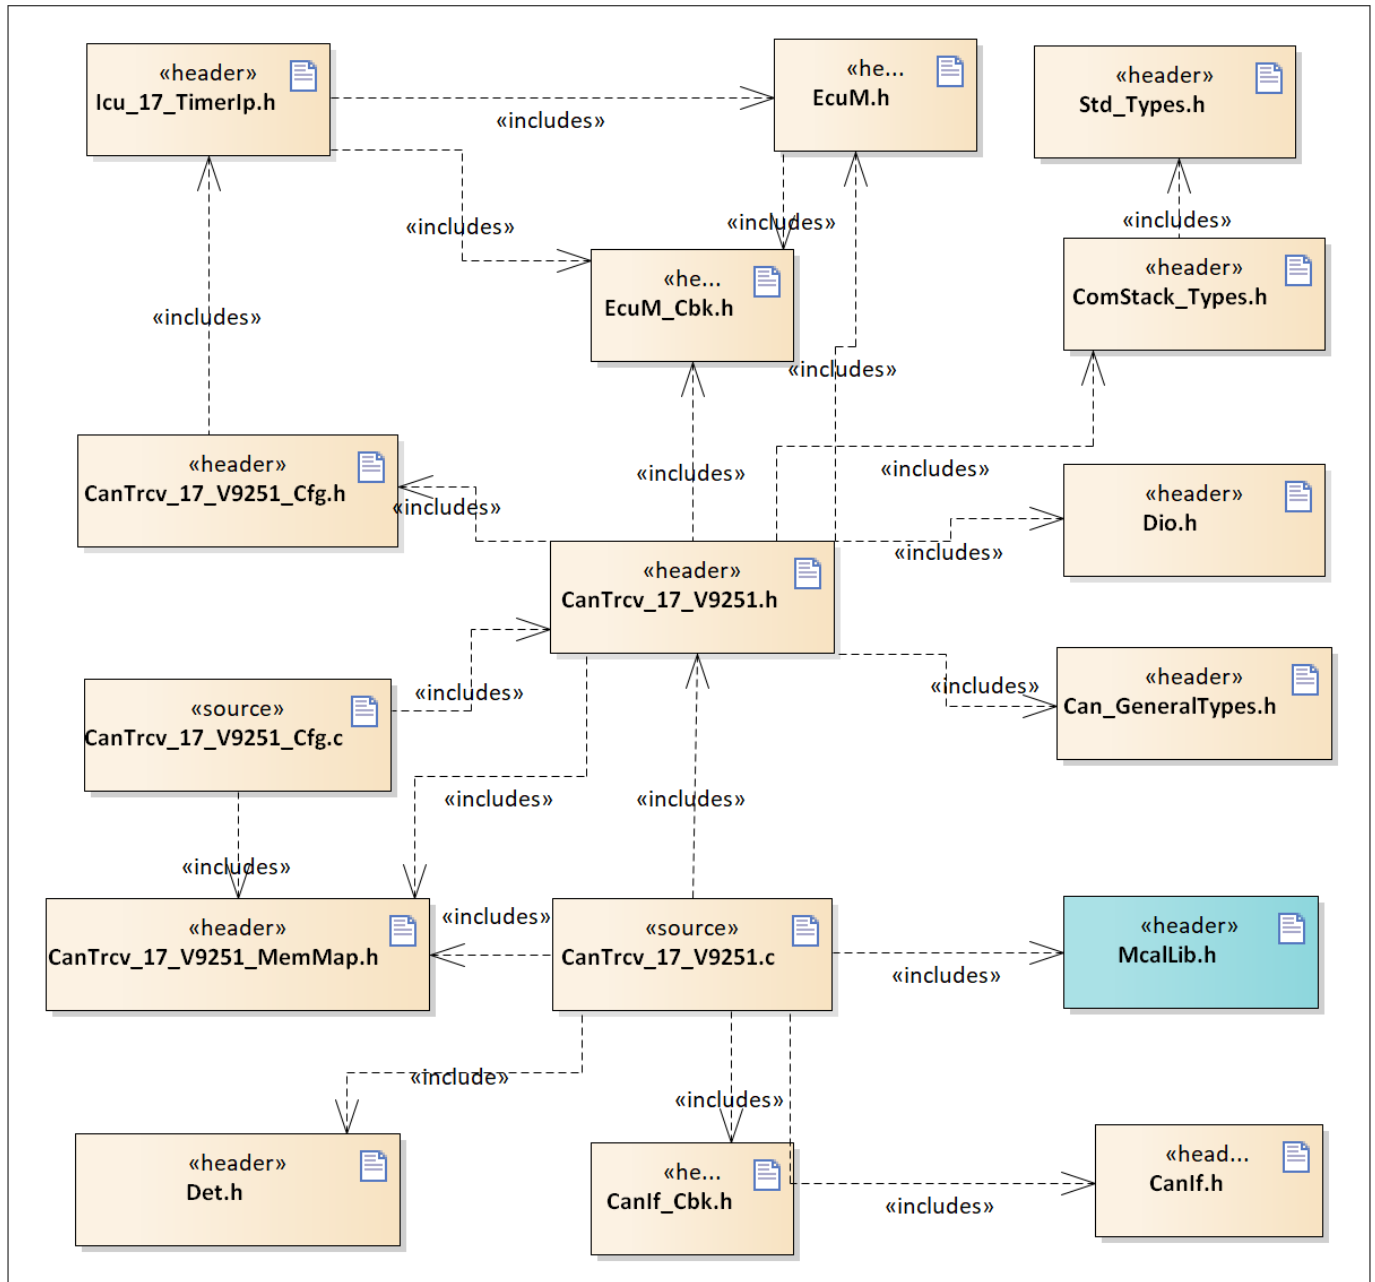 «header»
Icu_17_TimerIp.h
«he...
EcuM.h
«header»
Std_Types.h
«includes»
«includes»
«includes»
«includes»
«he...
EcuM_Cbk.h
«header»
ComStack_Types.h
«includes»
«includes»
«header»
CanTrcv_17_V9251_Cfg.h
«includes»
«includes»
«header»
Dio.h
«includes»
«includes»
«header»
CanTrcv_17_V9251.h
«header»
Can_GeneralTypes.h
«includes»
«includes»
«source»
CanTrcv_17_V9251_Cfg.c
«includes»
«includes»
«includes»
«header»
CanTrcv_17_V9251_MemMap.h
«includes»
«source»
CanTrcv_17_V9251.c
«header»
McalLib.h
«includes»
«include»
«includes»
«header»
Det.h
«he...
CanIf_Cbk.h
«head...
CanIf.h
«includes»